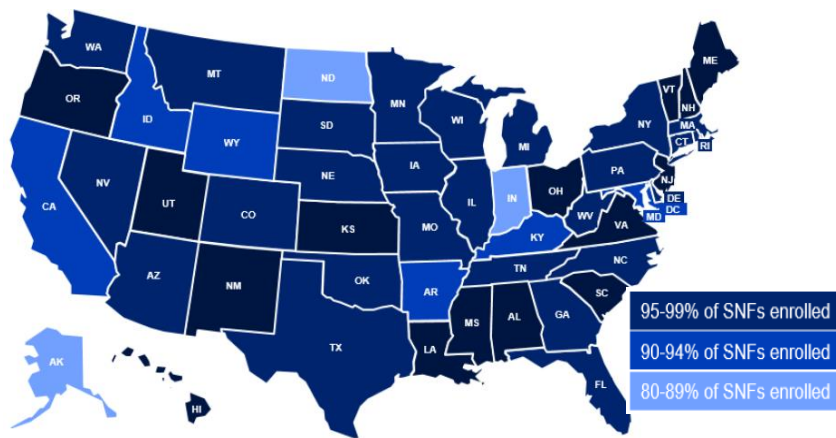 WA
OR
ID
MT
ND
SD
WY
NE
CA
NV
UT
CO
KS
AZ
NM
OK
TX
MN
IA
MO
AR
LA
WI
IL
MI
IN
OH
KY
TN
MS
AL
GA
FL
SC
NC
VA
WV
PA
NY
VT
NH
ME
MA
CT
RI
NJ
DE
DC
MD
AK
HI
95-99% of SNFs enrolled
90-94% of SNFs enrolled
80-89% of SNFs enrolled